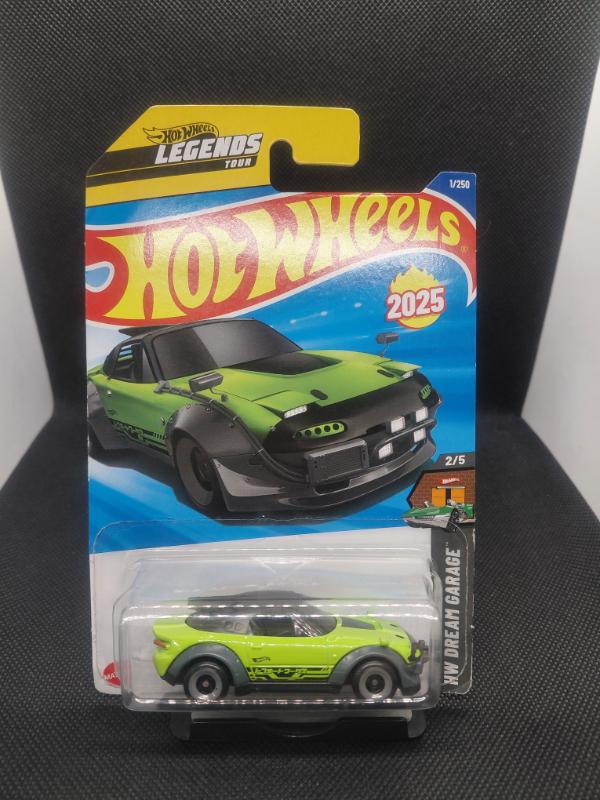 HOT WHEELS
LEGENDS
TOUR
1/250
HOT WHEELS
2025
2/5
HW DREAM GARAGE